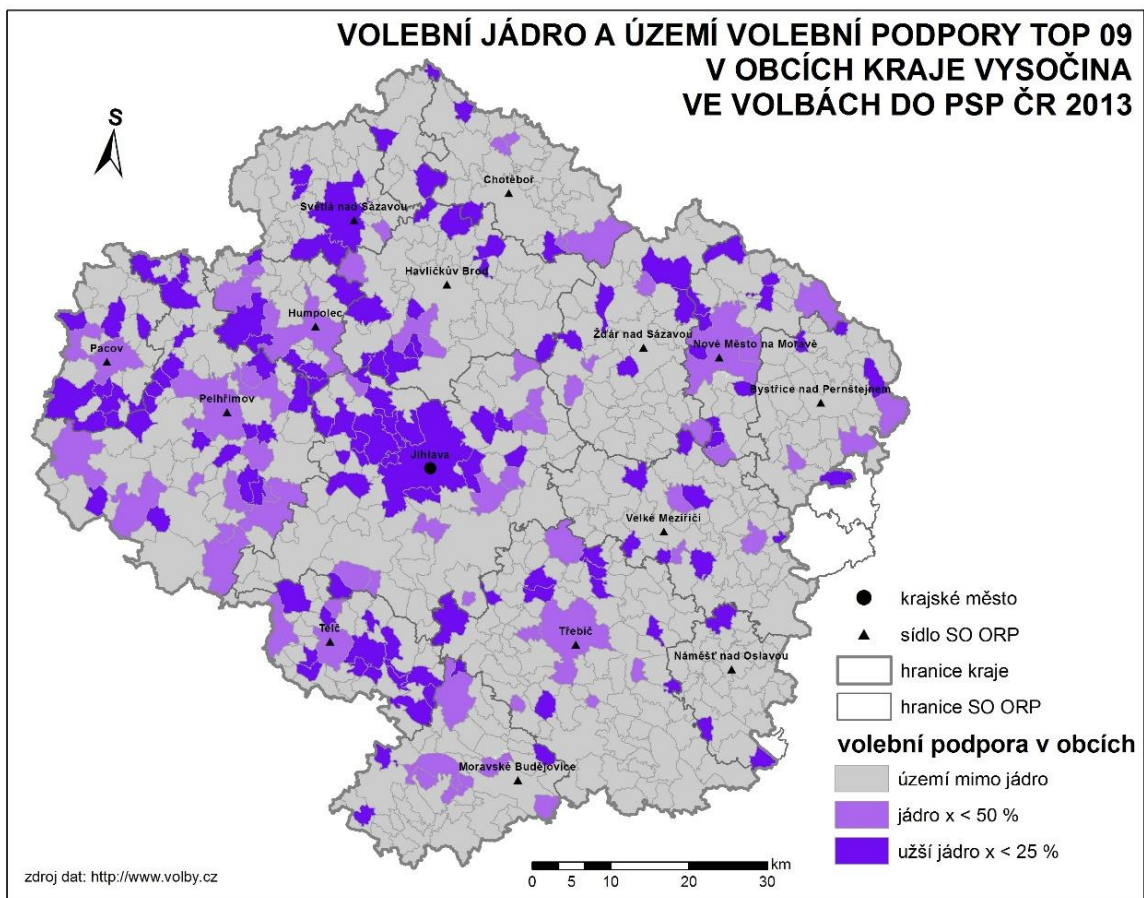 VOLEBNÍ JÁDRO A ÚZEMÍ VOLEBNÍ PODPORY TOP 09
V OBCÍCH KRAJE VYSOČINA
VE VOLBÁCH DO PSP ČR 2013
S
Chotěboř
Světlá nad Sázavou
Havlíčkův Brod
Humpolec
Žďár nad Sázavou
Nové Město na Moravě
Pacov
Bystřice nad Pernštejnem
Pelhřimov
Jihlava
Velké Meziříčí
Telč
Třebíč
Náměšť nad Oslavou
Moravské Budějovice
krajské město
sídlo SO ORP
hranice kraje
hranice SO ORP
volební podpora v obcích
území mimo jádro
jádro x < 50 %
užší jádro x < 25 %
km
0 5 10 20 30
zdroj dat: http://www.volby.cz